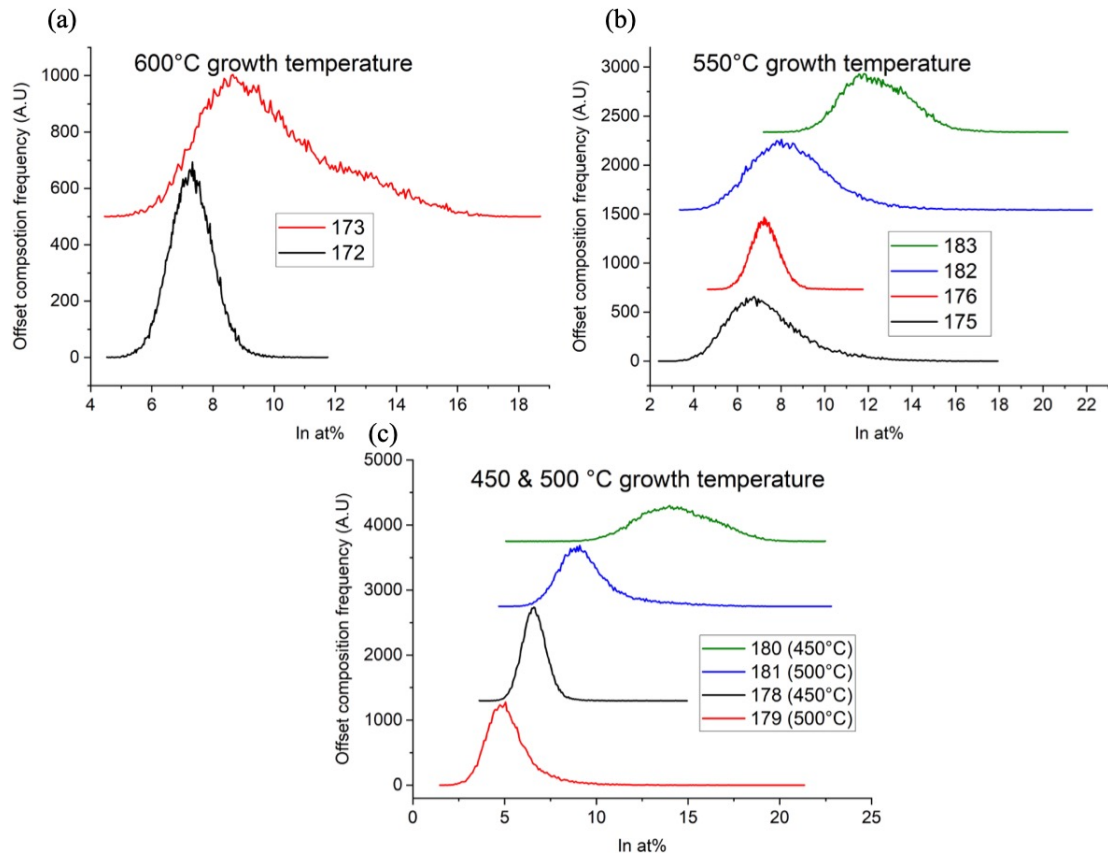 (a)
600°C growth temperature
Offset compsotion frequency (A.U)
1000
800
600
400
200
0
173
172
4 6 8 10 12 14 16 18
In at%
(b)
550°C growth temperature
Offset composition frequency (A.U)
3000
2500
2250
1500
1000
500
0
183
182
176
175
2 4 6 8 10 12 14 16 18 20 22
In at%
(c)
450 & 500 °C growth temperature
Offset composition frequency (A.U)
5000
4000
3000
2000
1000
0
180 (450°C)
181 (500°C)
178 (450°C)
179 (500°C)
0 5 10 15 20 25
In at%